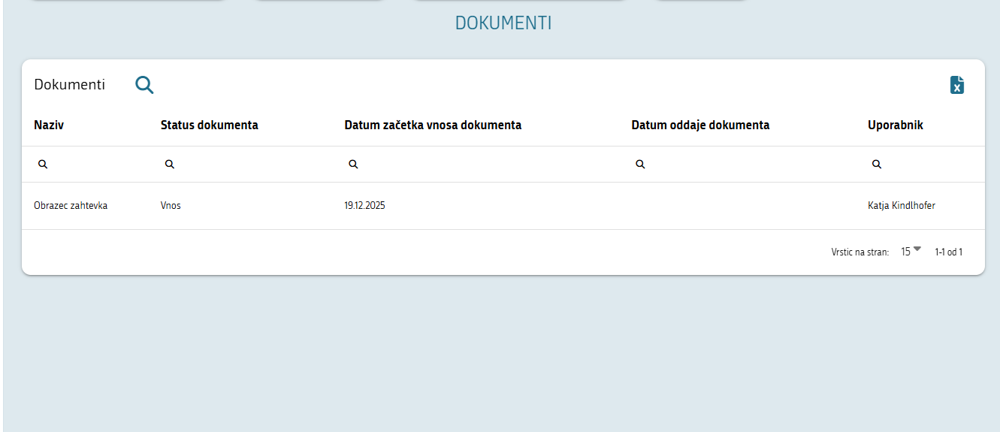 DOKUMENTI
Dokumenti
Naziv Status dokumenta Datum začetka vnosa dokumenta Datum oddaje dokumenta Uporabnik
Obrazec zahtevka Vnos 19.12.2025 Katja Kindlhofer
Vrstic na stran: 15 1-1 od 1